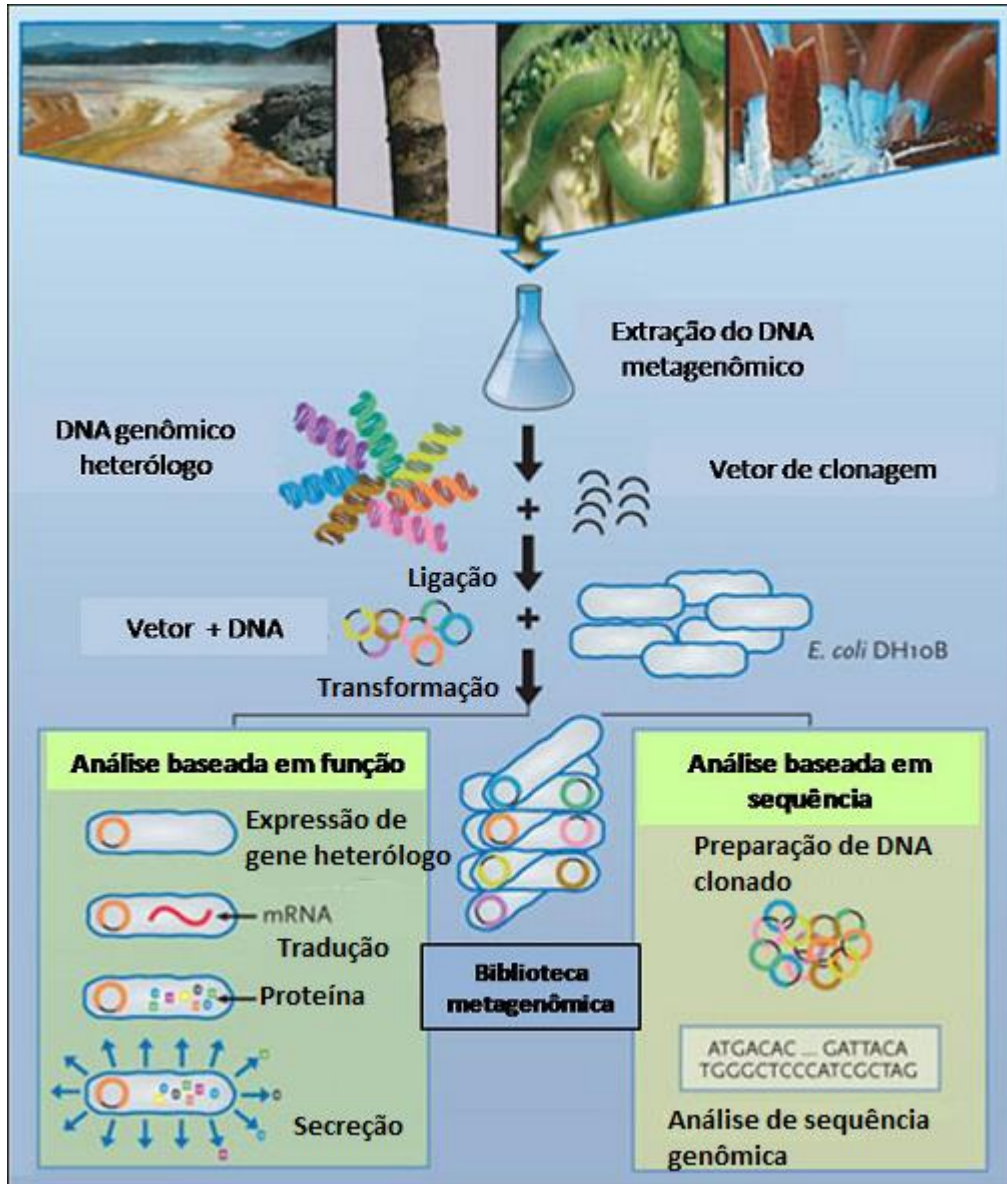 Extração do DNA
metagenômico
DNA genômico
heterólogo
Vetor de clonagem
Ligação
Vetor + DNA
E. coli DH10B
Transformação
Análise baseada em função
Expressão de
gene heterólogo
mRNA
Tradução
Proteína
Secreção
Biblioteca
metagenômica
Análise baseada em
sequência
Preparação de DNA
clonado
ATGACAC ... GATTACA
TGGGCTCCCATCGCTAG
Análise de sequência
genômica